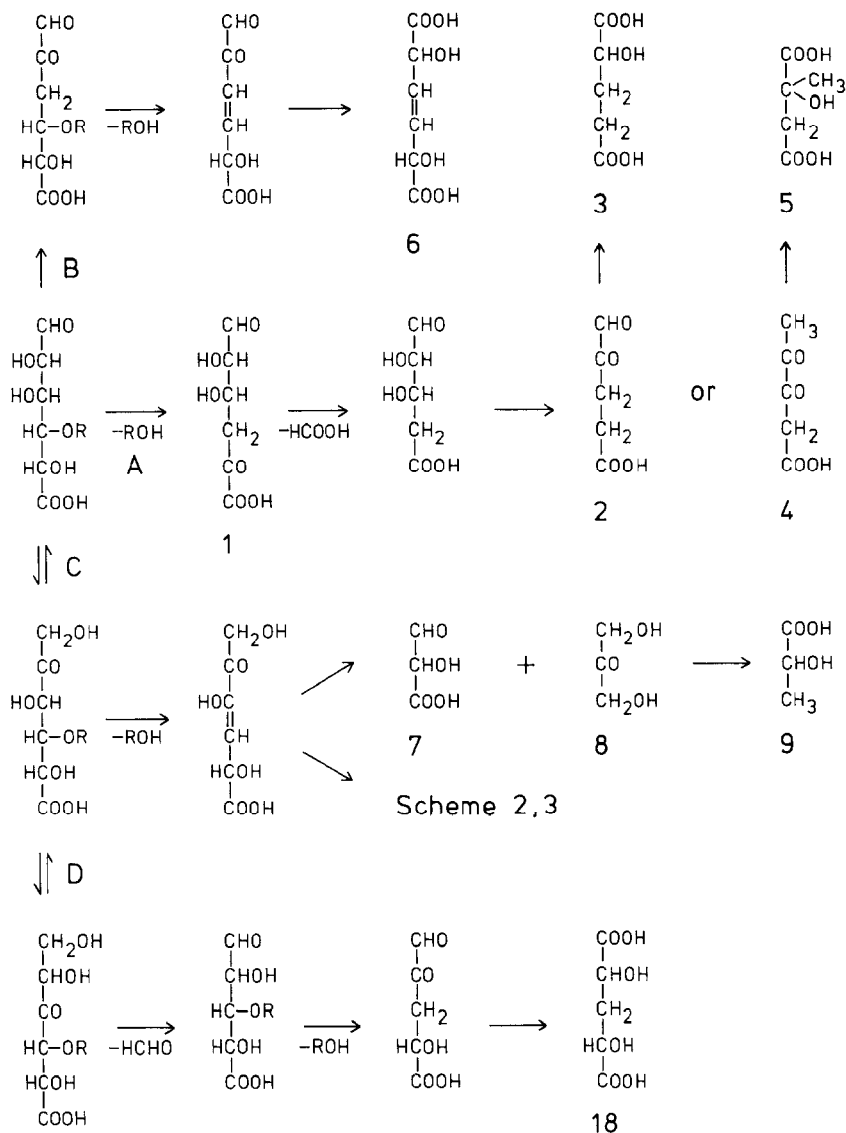 CHO
CO
CH2
HC–OR
HCOH
COOH
–ROH
CHO
CO
CH
CH
HCOH
COOH
COOH
CHOH
CH
CH
HCOH
COOH
6
COOH
CHOH
CH2
CH2
COOH
3
COOH
C CH3
OH
CH2
COOH
5
B
CHO
HOCH
HOCH
HC–OR
HCOH
COOH
–ROH
A
CHO
HOCH
HOCH
CH2
CO
COOH
1
–HCOOH
CHO
HOCH
HOCH
CH2
COOH
CHO
CO
CH2
CH2
COOH
2
or
CH3
CO
CO
CH2
COOH
4
C
CH2OH
CO
HOCH
HC–OR
HCOH
COOH
–ROH
CH2OH
CO
HOC
CH
HCOH
COOH
CHO
CHOH
COOH
7
+
CH2OH
CO
CH2OH
8
COOH
CHOH
CH3
9
Scheme 2,3
D
CH2OH
CHOH
CO
HC–OR
HCOH
COOH
–HCHO
CHO
CHOH
HC–OR
HCOH
COOH
–ROH
CHO
CO
CH2
HCOH
COOH
COOH
CHOH
CH2
HCOH
COOH
18